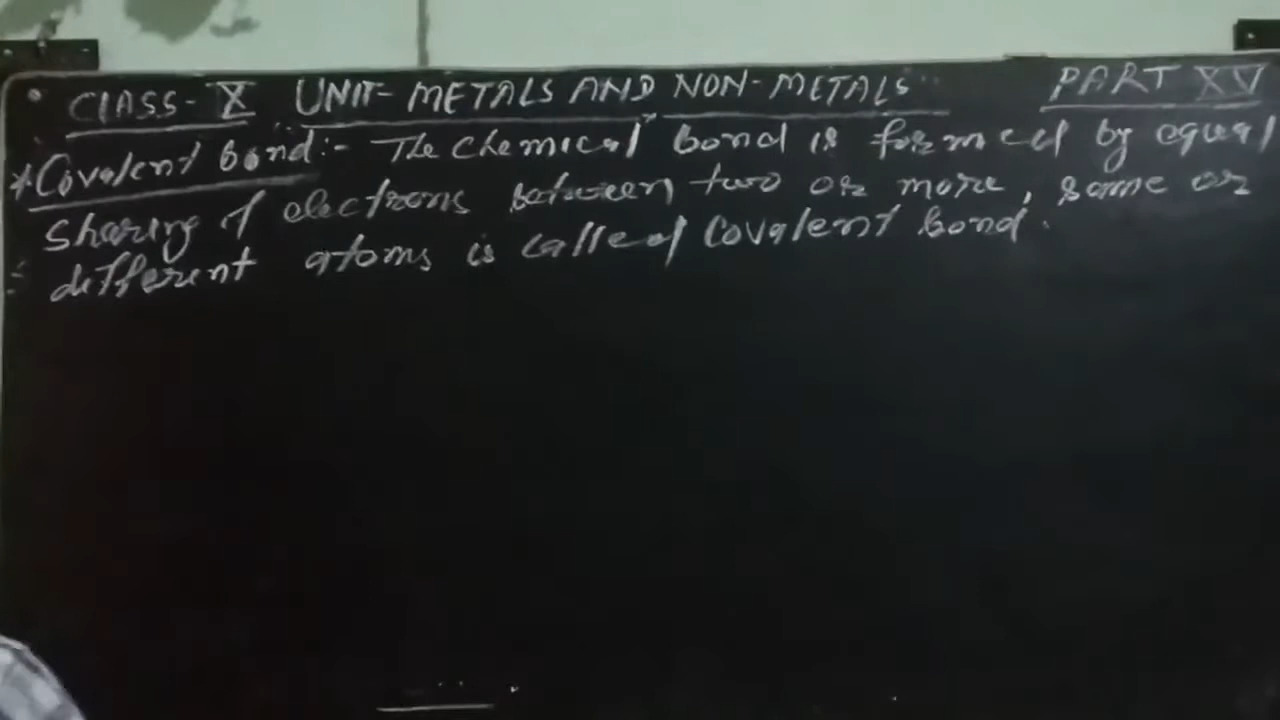 CLASS-X UNIT-METALS AND NON-METALS PART XV
*Covalent bond:- The chemical bond is formed by equal
sharing of electrons between two or more, same or
different atoms is called covalent bond.